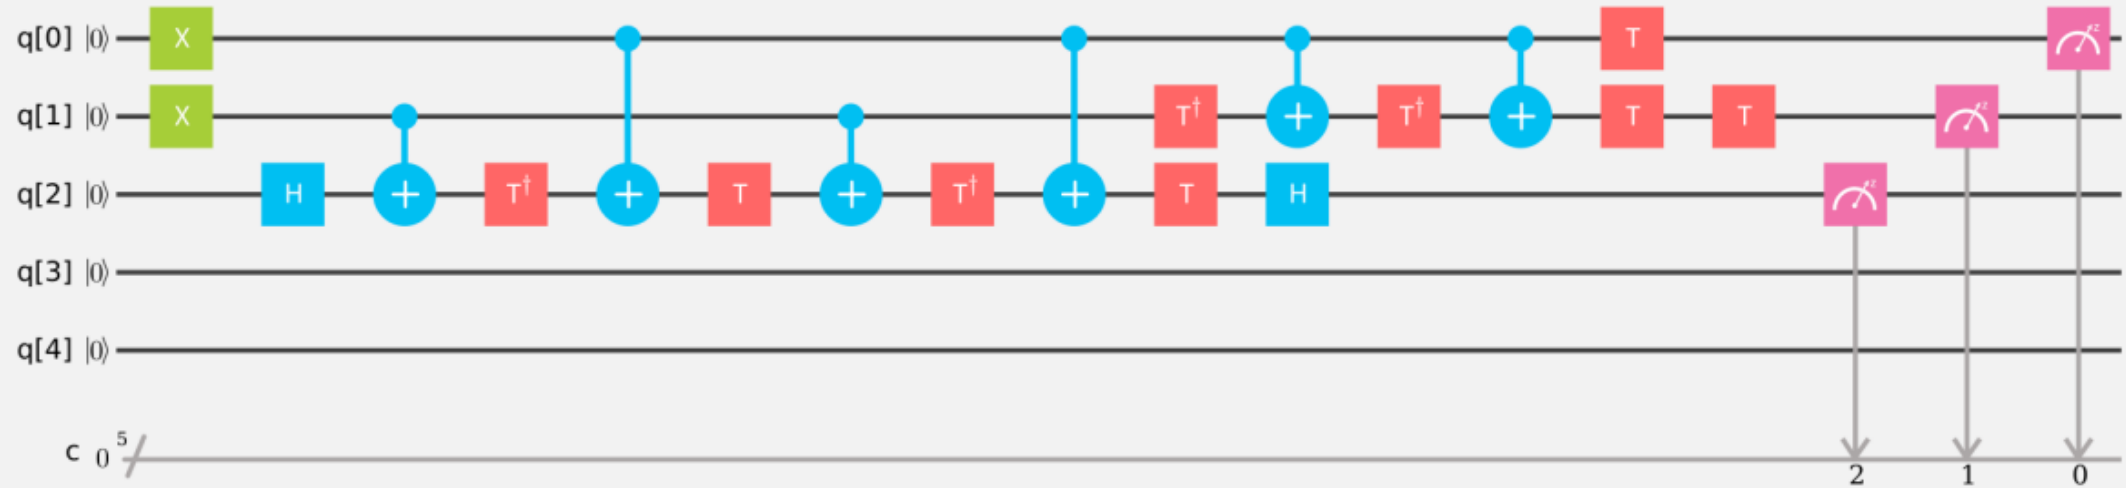 q[0] |0⟩ X T
q[1] |0⟩ X T† T† T T
q[2] |0⟩ H T† T T† T H
q[3] |0⟩
q[4] |0⟩
c 0 5
2 1 0
z z z